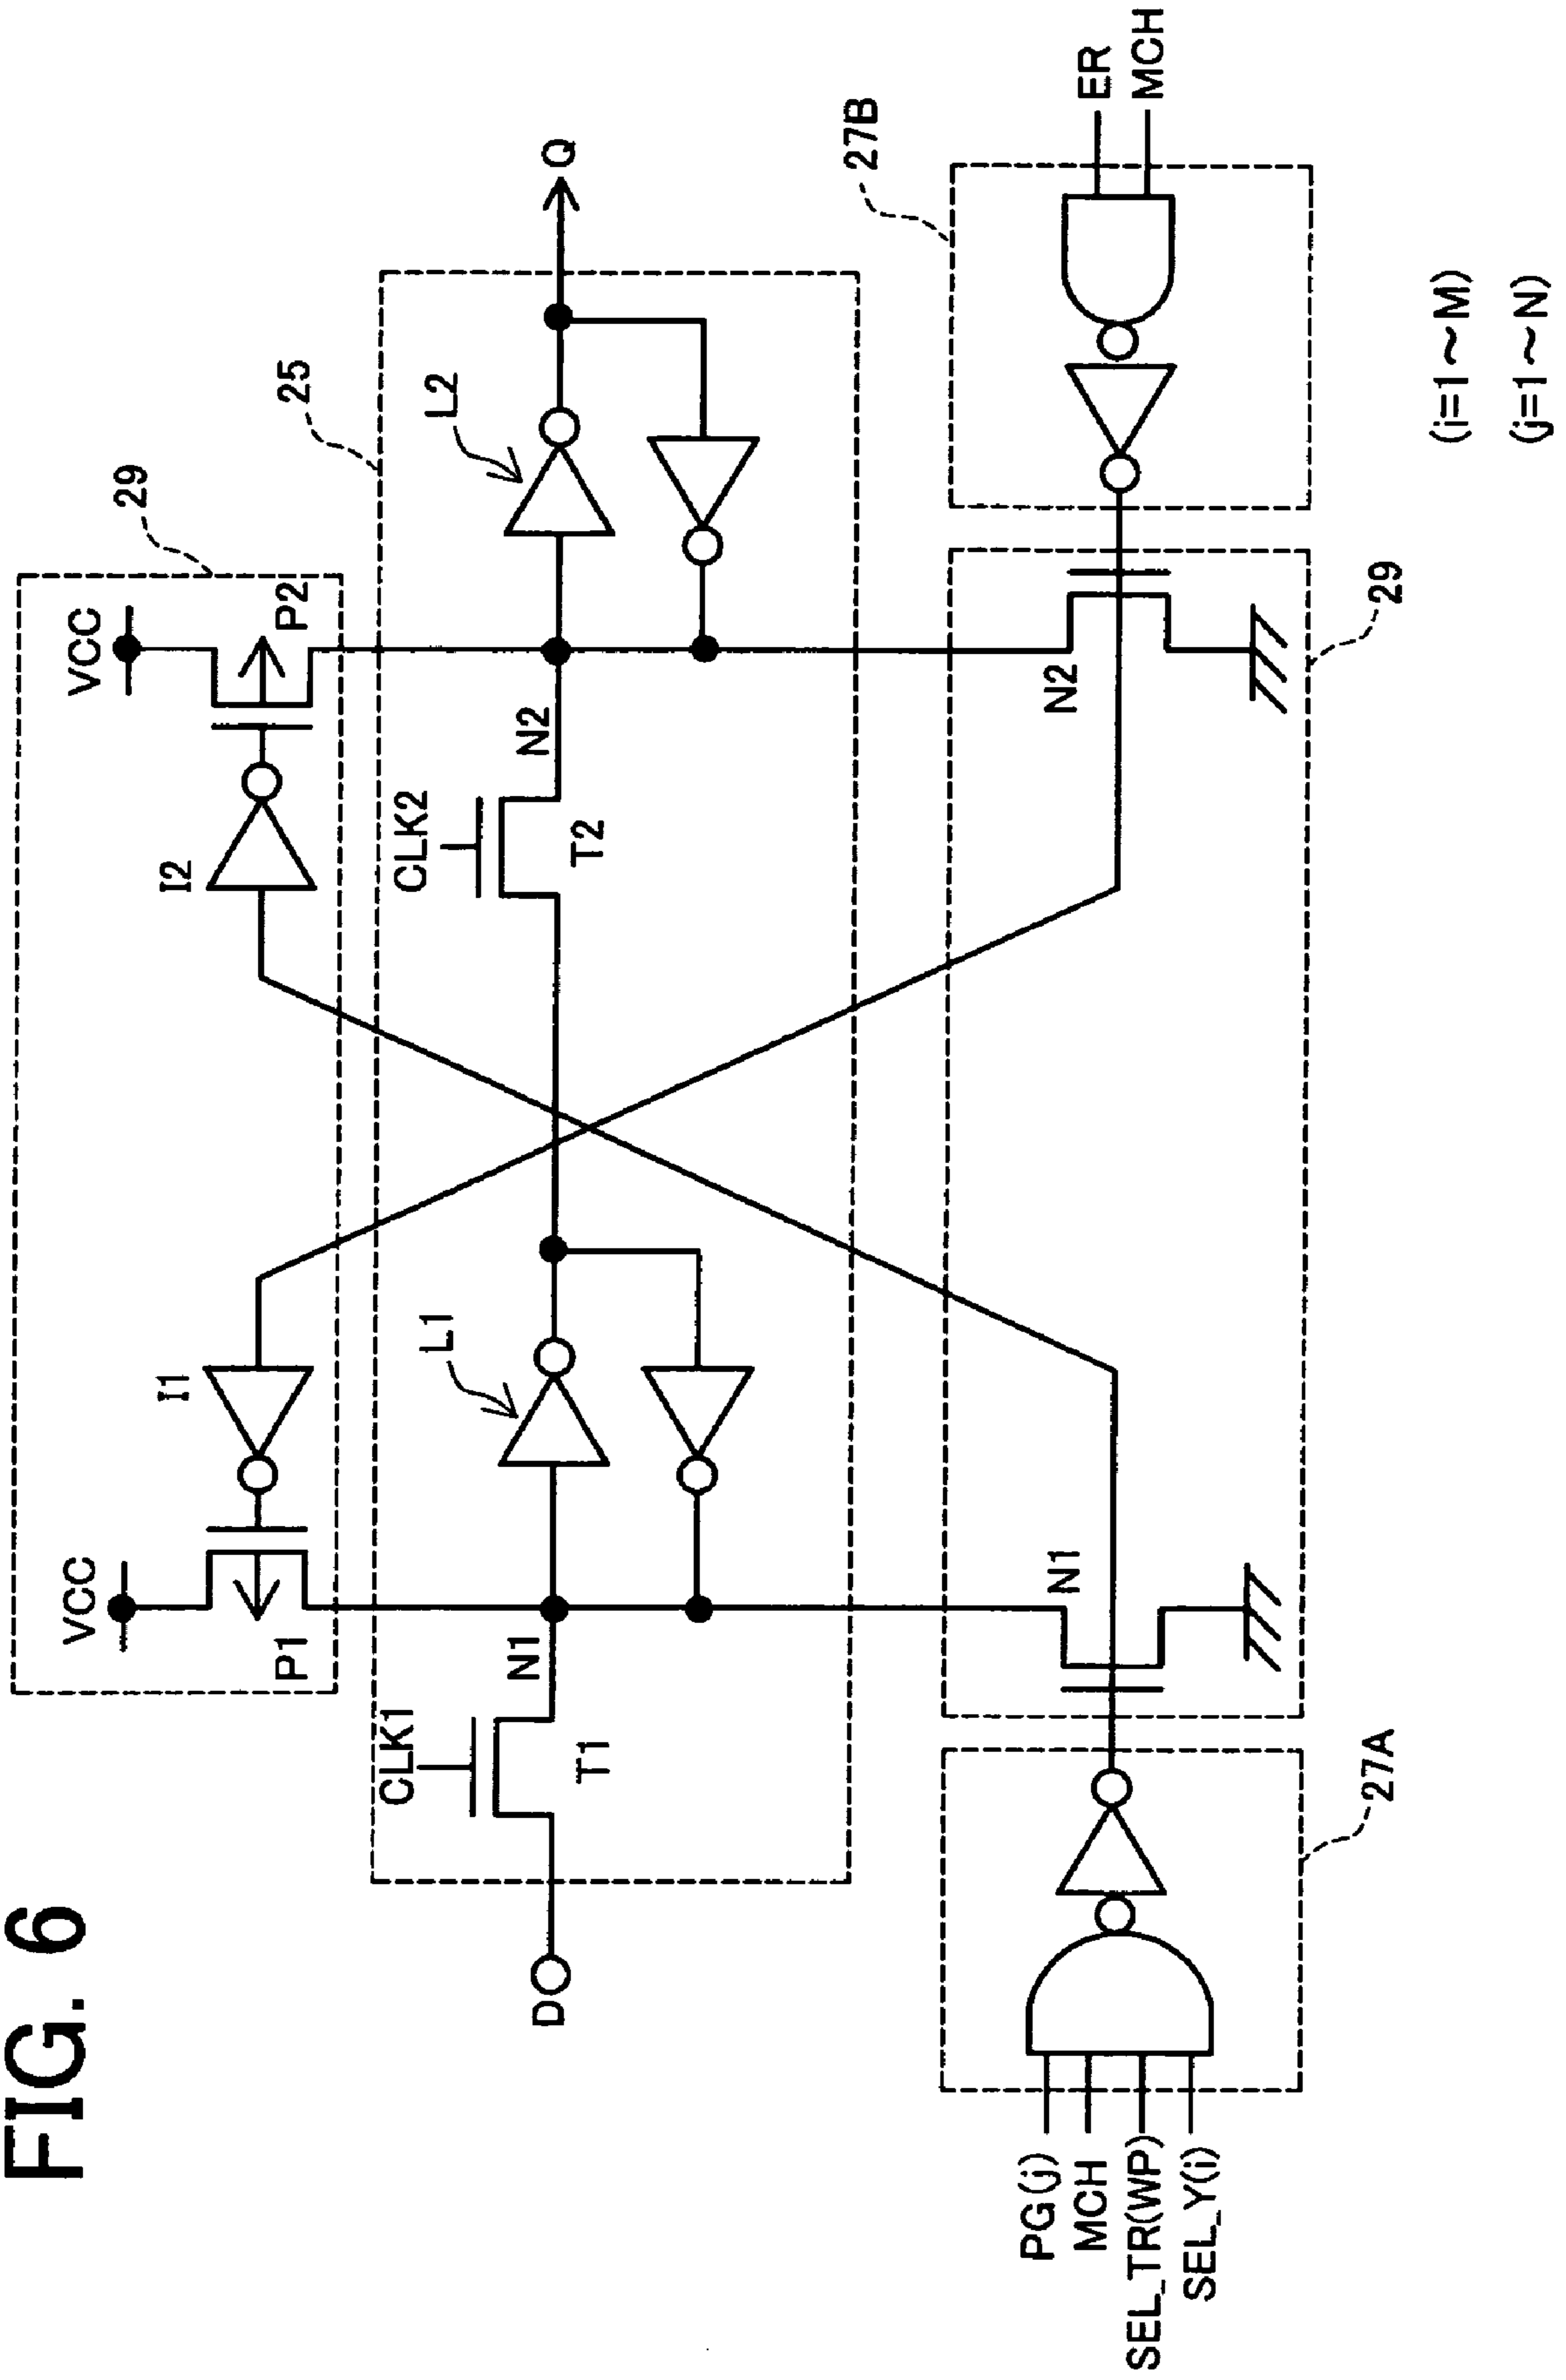 FIG. 6
29
VCC
P1
I1
I2
VCC
P2
25
D
CLK1
T1
N1
L1
CLK2
T2
N2
L2
Q
27A
PG(j)
MCH
SEL_TR(WP)
SEL_Y(i)
N1
N2
29
27B
ER
MCH
(i=1~M)
(j=1~N)